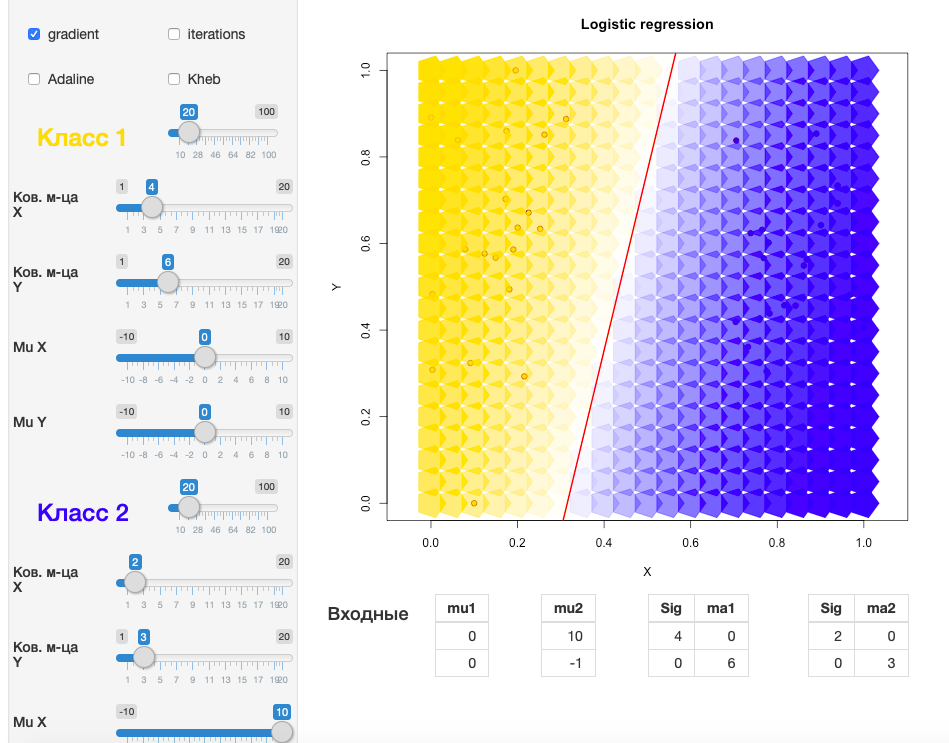 gradient
iterations
Adaline
Kheb
Класс 1
20
100
10 28 46 64 82 100
Ков. м-ца X
1
4
20
1 3 5 7 9 11 13 15 17 19 20
Ков. м-ца Y
1
6
20
1 3 5 7 9 11 13 15 17 19 20
Mu X
-10
0
10
-10 -8 -6 -4 -2 0 2 4 6 8 10
Mu Y
-10
0
10
-10 -8 -6 -4 -2 0 2 4 6 8 10
Класс 2
20
100
10 28 46 64 82 100
Ков. м-ца X
2
20
1 3 5 7 9 11 13 15 17 19 20
Ков. м-ца Y
1
3
20
1 3 5 7 9 11 13 15 17 19 20
Mu X
-10
10
Logistic regression
Y
1.0
0.8
0.6
0.4
0.2
0.0
0.0 0.2 0.4 0.6 0.8 1.0
X
Входные
mu1
0
0
mu2
10
-1
Sig ma1
4 0
0 6
Sig ma2
2 0
0 3